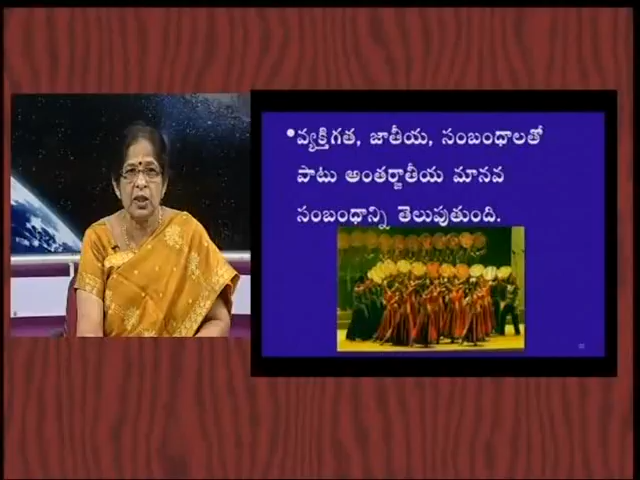 •వ్యక్తిగత, జాతీయ, సంబంధాలతో
పాటు అంతర్జాతీయ మానవ
సంబంధాన్ని తెలుపుతుంది.